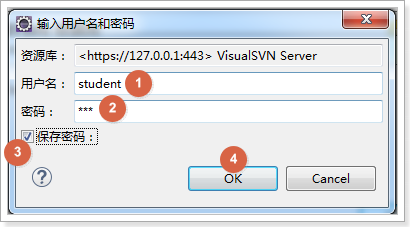 输入用户名和密码
资源库： <https://127.0.0.1:443> VisualSVN Server
用户名： student 1
密码： *** 2
保存密码：
3
4
? OK Cancel